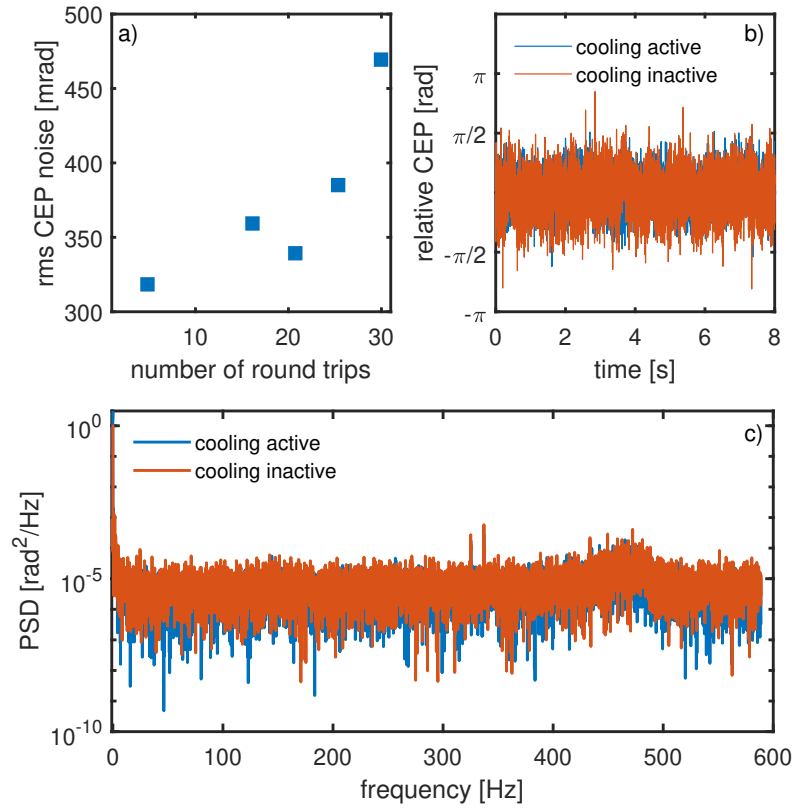 a)
500
450
400
350
300
rms CEP noise [mrad]
10
20
30
number of round trips
b)
cooling active
cooling inactive
π
π/2
-π/2
-π
relative CEP [rad]
0
2
4
6
8
time [s]
c)
cooling active
cooling inactive
10^0
10^-5
10^-10
PSD [rad^2/Hz]
0
100
200
300
400
500
600
frequency [Hz]